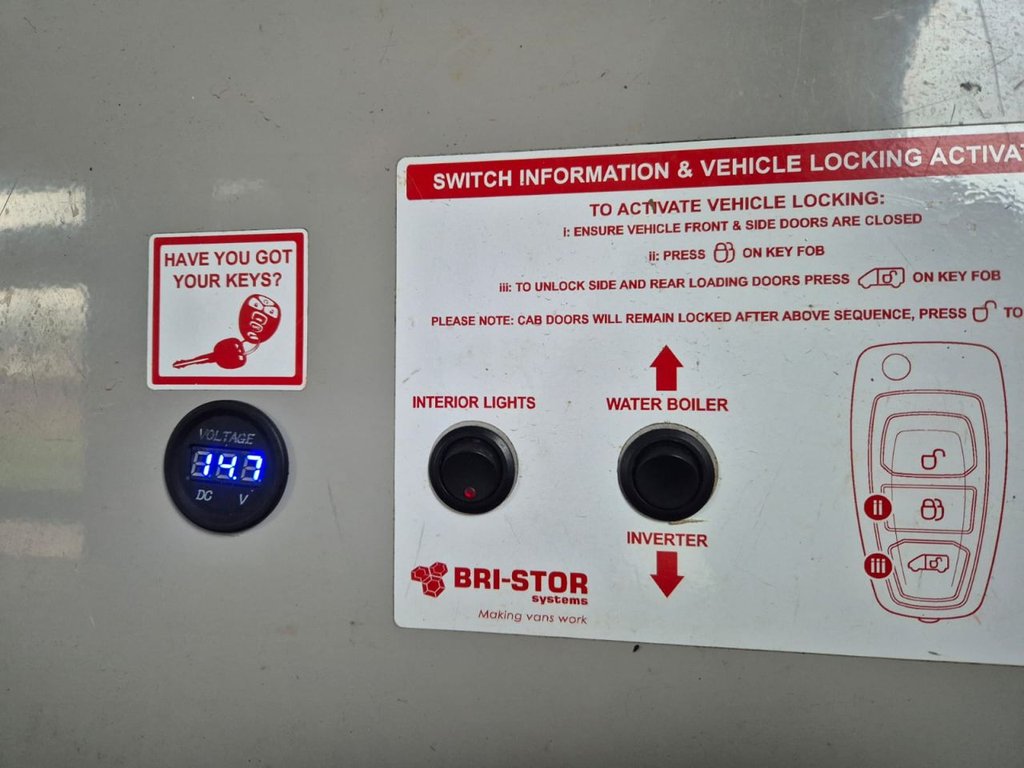 HAVE YOU GOT
YOUR KEYS?
VOLTAGE
14.7
DC V
SWITCH INFORMATION & VEHICLE LOCKING
TO ACTIVATE VEHICLE LOCKING:
i: ENSURE VEHICLE FRONT & SIDE DOORS ARE CLOSED
ii: PRESS ON KEY FOB
iii: TO UNLOCK SIDE AND REAR LOADING DOORS PRESS ON KEY FOB
PLEASE NOTE: CAB DOORS WILL REMAIN LOCKED AFTER ABOVE SEQUENCE, PRESS TO
INTERIOR LIGHTS
WATER BOILER
INVERTER
ii
iii
BRI-STOR
systems
Making vans work